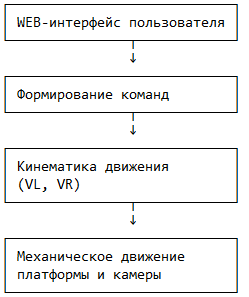 WEB-интерфейс пользователя
Формирование команд
Кинематика движения
(VL, VR)
Механическое движение
платформы и камеры